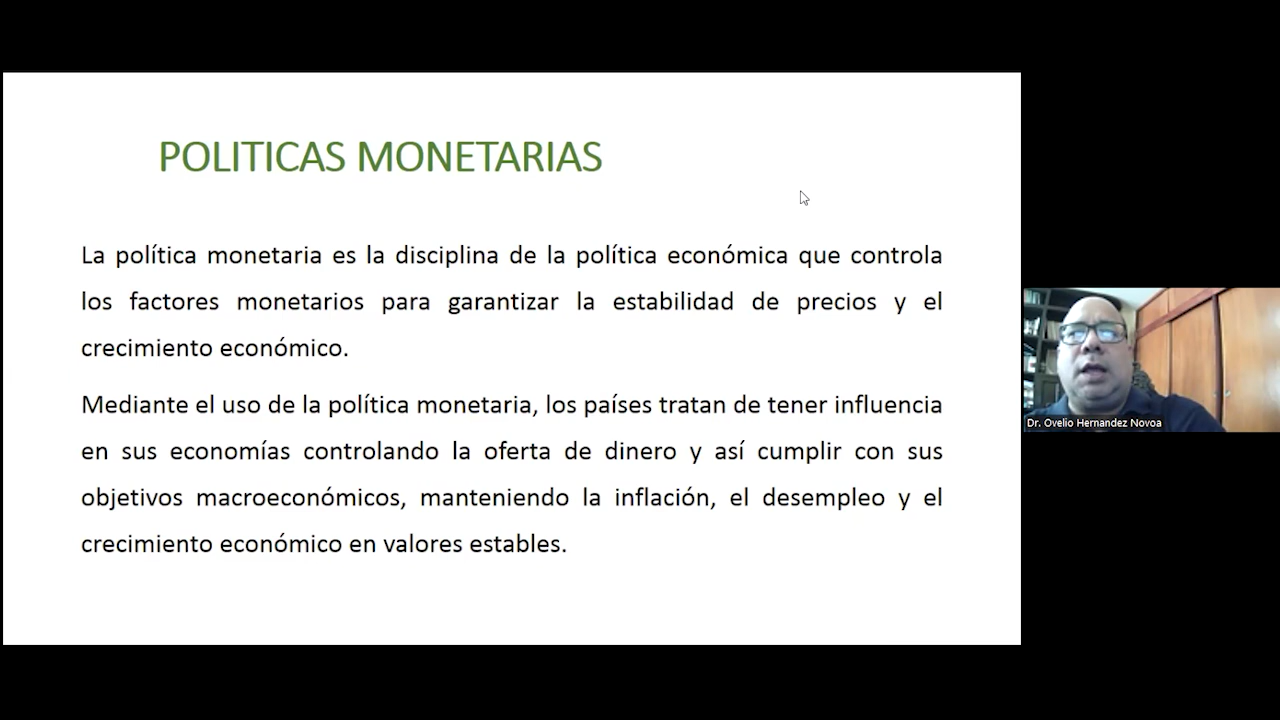 POLITICAS MONETARIAS
La política monetaria es la disciplina de la política económica que controla
los factores monetarios para garantizar la estabilidad de precios y el
crecimiento económico.
Mediante el uso de la política monetaria, los países tratan de tener influencia
en sus economías controlando la oferta de dinero y así cumplir con sus
objetivos macroeconómicos, manteniendo la inflación, el desempleo y el
crecimiento económico en valores estables.
Dr. Ovelio Hernandez Novoa